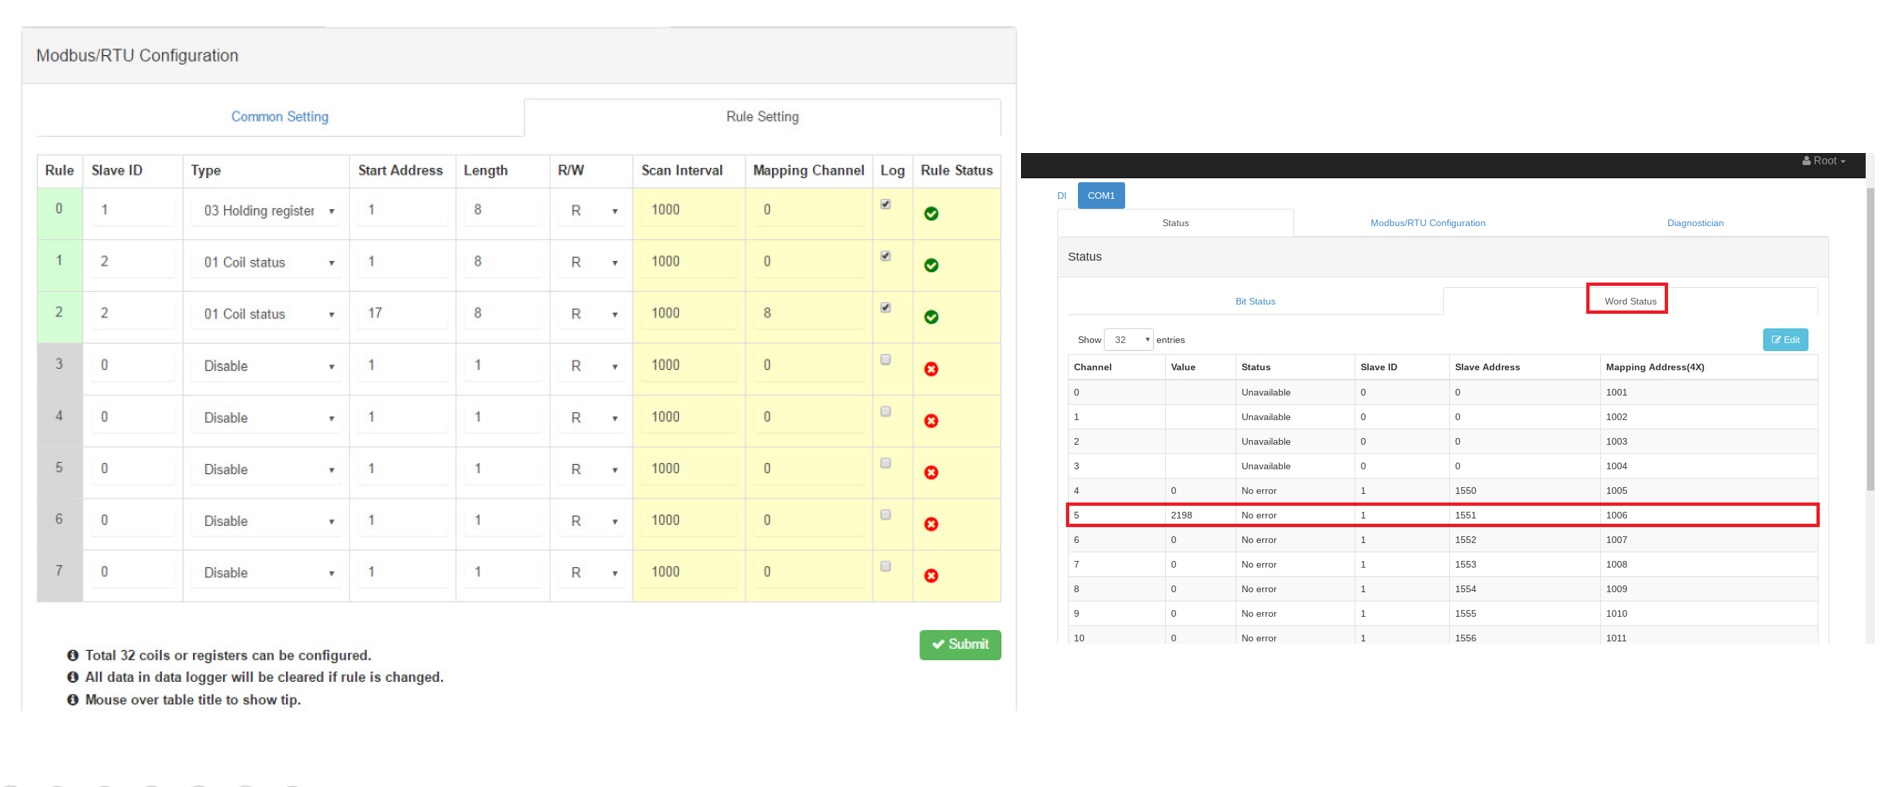 Modbus/RTU Configuration
Common Setting Rule Setting
Rule Slave ID Type Start Address Length R/W Scan Interval Mapping Channel Log Rule Status
0 1 03 Holding register 1 8 R 1000 0
1 2 01 Coil status 1 8 R 1000 0
2 2 01 Coil status 17 8 R 1000 8
3 0 Disable 1 1 R 1000 0
4 0 Disable 1 1 R 1000 0
5 0 Disable 1 1 R 1000 0
6 0 Disable 1 1 R 1000 0
7 0 Disable 1 1 R 1000 0
Submit
Total 32 coils or registers can be configured.
All data in data logger will be cleared if rule is changed.
Mouse over table title to show tip.
Root
DI COM1
Status Modbus/RTU Configuration Diagnostician
Status
Bit Status Word Status
Show 32 entries Edit
Channel Value Status Slave ID Slave Address Mapping Address(4X)
0 Unavailable 0 0 1001
1 Unavailable 0 0 1002
2 Unavailable 0 0 1003
3 Unavailable 0 0 1004
4 0 No error 1 1550 1005
5 2198 No error 1 1551 1006
6 0 No error 1 1552 1007
7 0 No error 1 1553 1008
8 0 No error 1 1554 1009
9 0 No error 1 1555 1010
10 0 No error 1 1556 1011